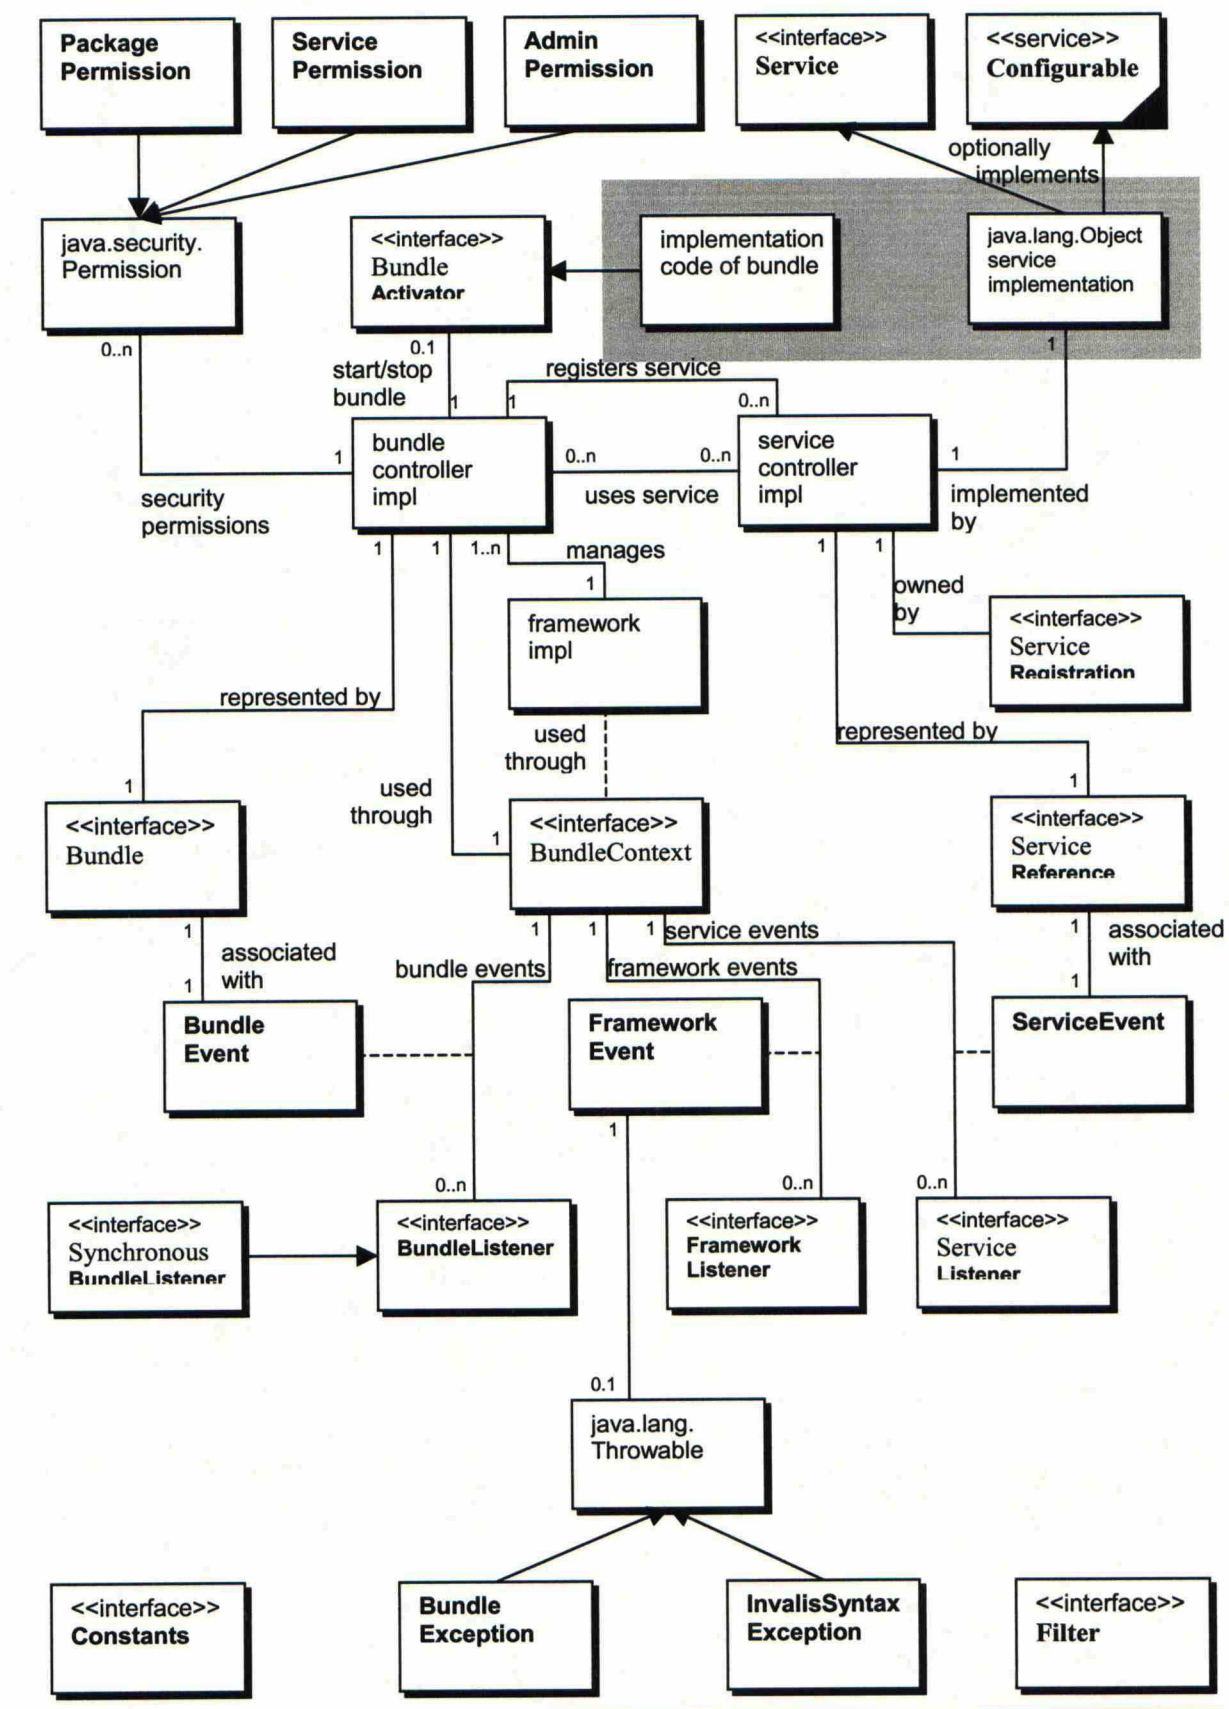 Package
Permission
Service
Permission
Admin
Permission
<<interface>>
Service
<<service>>
Configurable
optionally
implements
java.security.
Permission
<<interface>>
Bundle
Activator
implementation
code of bundle
java.lang.Object
service
implementation
0..n
0.1
1
start/stop
bundle
registers service
1
1
0..n
bundle
controller
impl
service
controller
impl
1
0..n
0..n
1
uses service
security
permissions
implemented
by
1
1
1..n
manages
1
1
1
owned
by
framework
impl
<<interface>>
Service
Registration
represented by
used
through
represented by
1
used
through
1
1
<<interface>>
Bundle
<<interface>>
BundleContext
<<interface>>
Service
Reference
1
associated
with
1
1
1
1
service events
bundle events
framework events
1
associated
with
1
Bundle
Event
Framework
Event
ServiceEvent
1
0..n
0..n
0..n
<<interface>>
Synchronous
BundleListener
<<interface>>
BundleListener
<<interface>>
Framework
Listener
<<interface>>
Service
Listener
0.1
java.lang.
Throwable
<<interface>>
Constants
Bundle
Exception
InvalisSyntax
Exception
<<interface>>
Filter